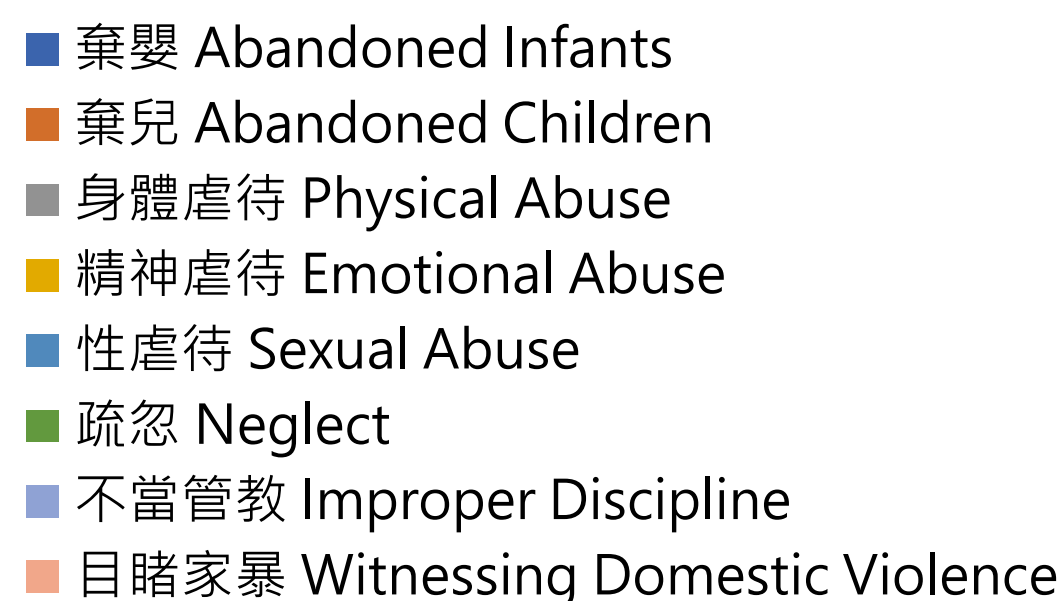 棄嬰 Abandoned Infants
棄兒 Abandoned Children
身體虐待 Physical Abuse
精神虐待 Emotional Abuse
性虐待 Sexual Abuse
疏忽 Neglect
不當管教 Improper Discipline
目睹家暴 Witnessing Domestic Violence